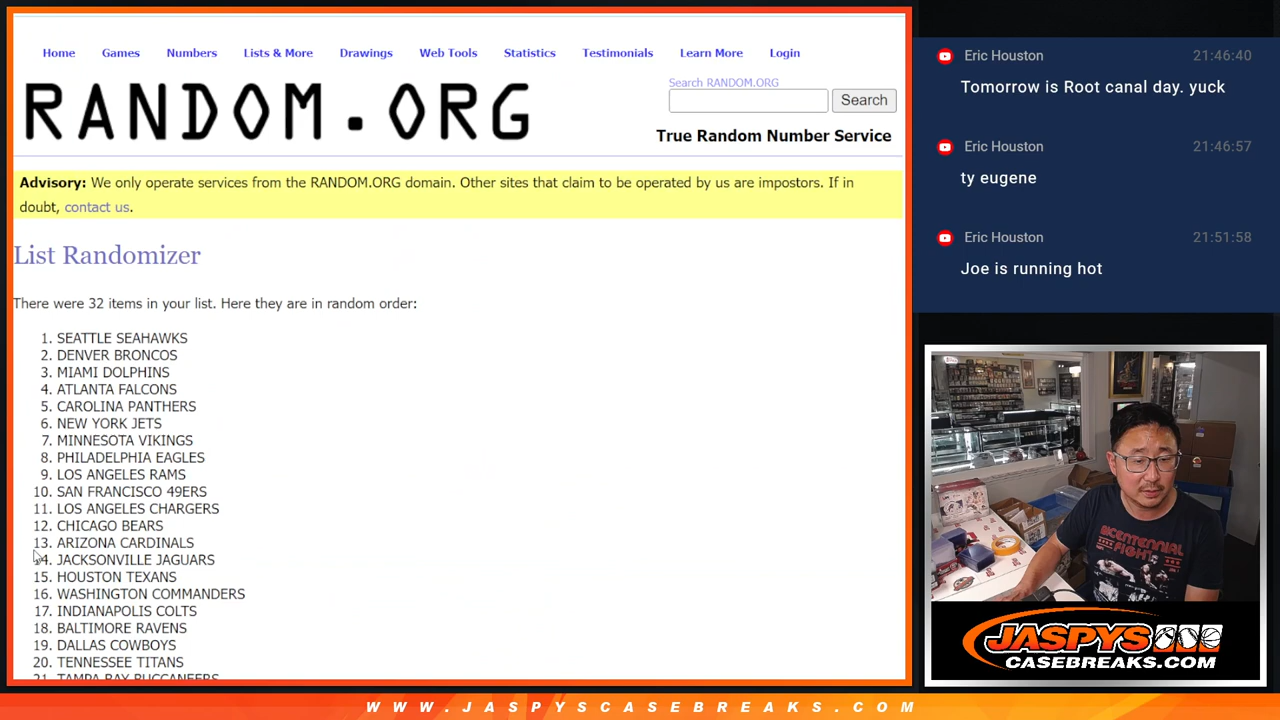 Home Games Numbers Lists & More Drawings Web Tools Statistics Testimonials Learn More Login
RANDOM.ORG
Search RANDOM.ORG
Search
True Random Number Service
Advisory: We only operate services from the RANDOM.ORG domain. Other sites that claim to be operated by us are impostors. If in
doubt, contact us.
List Randomizer
There were 32 items in your list. Here they are in random order:
1. SEATTLE SEAHAWKS
2. DENVER BRONCOS
3. MIAMI DOLPHINS
4. ATLANTA FALCONS
5. CAROLINA PANTHERS
6. NEW YORK JETS
7. MINNESOTA VIKINGS
8. PHILADELPHIA EAGLES
9. LOS ANGELES RAMS
10. SAN FRANCISCO 49ERS
11. LOS ANGELES CHARGERS
12. CHICAGO BEARS
13. ARIZONA CARDINALS
14. JACKSONVILLE JAGUARS
15. HOUSTON TEXANS
16. WASHINGTON COMMANDERS
17. INDIANAPOLIS COLTS
18. BALTIMORE RAVENS
19. DALLAS COWBOYS
20. TENNESSEE TITANS
21. TAMPA BAY BUCCANEERS
Eric Houston 21:46:40
Tomorrow is Root canal day. yuck
Eric Houston 21:46:57
ty eugene
Eric Houston 21:51:58
Joe is running hot
BICENTENNIAL
FIGHT
JASPYS
CASEBREAKS.COM
WWW.JASPYSCASEBREAKS.COM